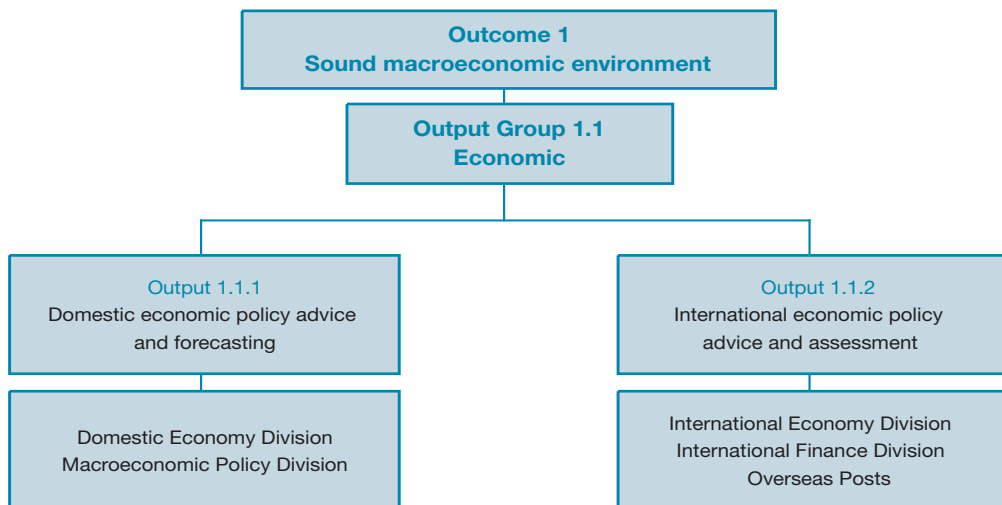 Outcome 1
Sound macroeconomic environment
Output Group 1.1
Economic
Output 1.1.1
Domestic economic policy advice
and forecasting
Output 1.1.2
International economic policy
advice and assessment
Domestic Economy Division
Macroeconomic Policy Division
International Economy Division
International Finance Division
Overseas Posts